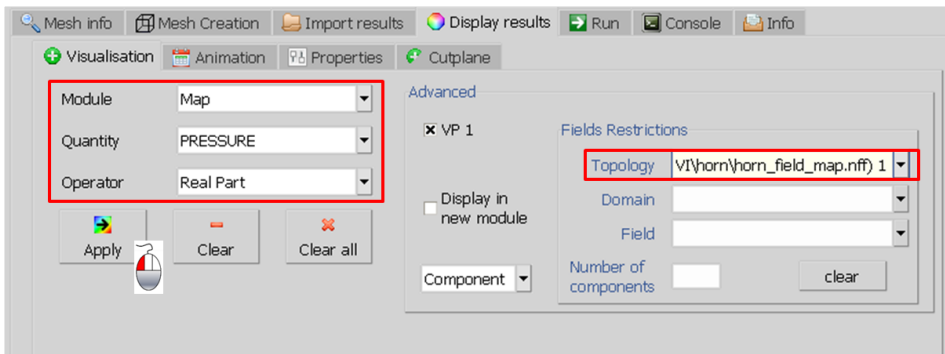 Mesh info Mesh Creation Import results Display results Run Console Info
Visualisation Animation Properties Cutplane
Module Map
Quantity PRESSURE
Operator Real Part
Apply Clear Clear all
Advanced
VP 1
Display in
new module
Component
Fields Restrictions
Topology VI\horn\horn_field_map.nff) 1
Domain
Field
Number of
components
clear